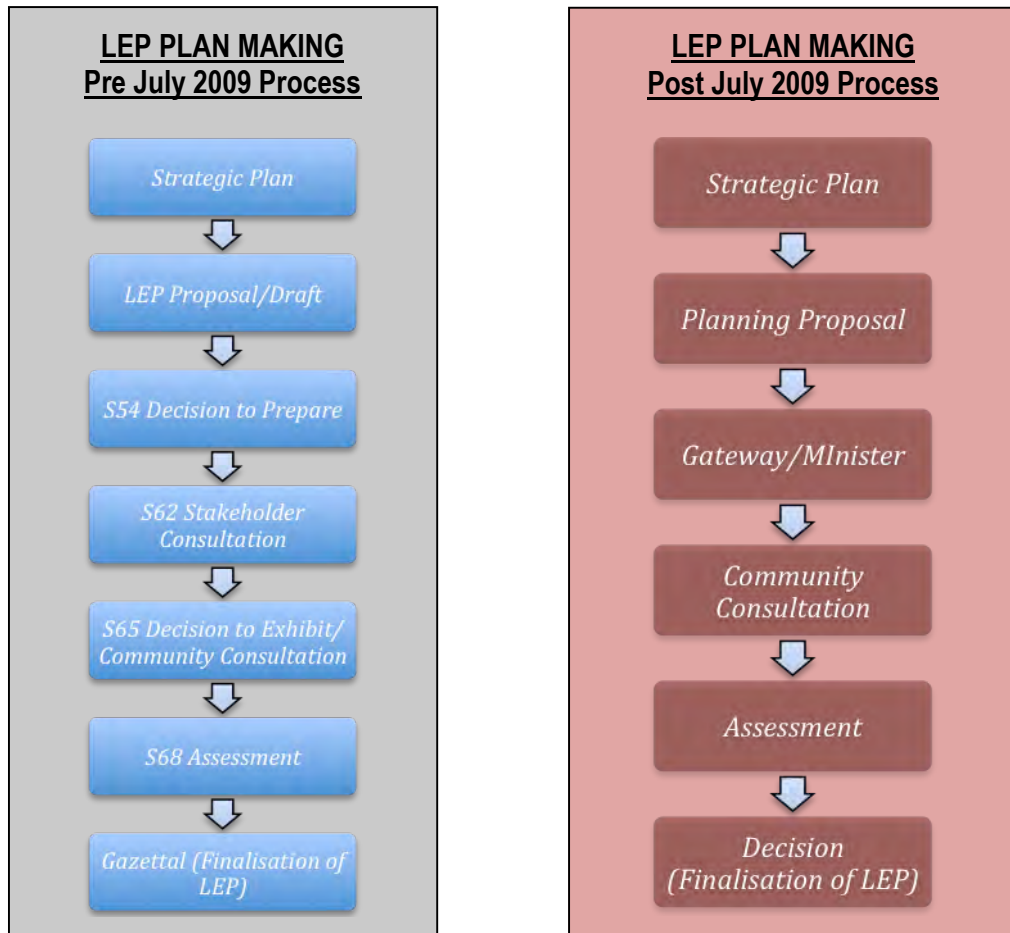 LEP PLAN MAKING
Pre July 2009 Process
Strategic Plan
LEP Proposal/Draft
S54 Decision to Prepare
S62 Stakeholder
Consultation
S65 Decision to Exhibit/
Community Consultation
S68 Assessment
Gazettal (Finalisation of
LEP)
LEP PLAN MAKING
Post July 2009 Process
Strategic Plan
Planning Proposal
Gateway/MInister
Community
Consultation
Assessment
Decision
(Finalisation of LEP)